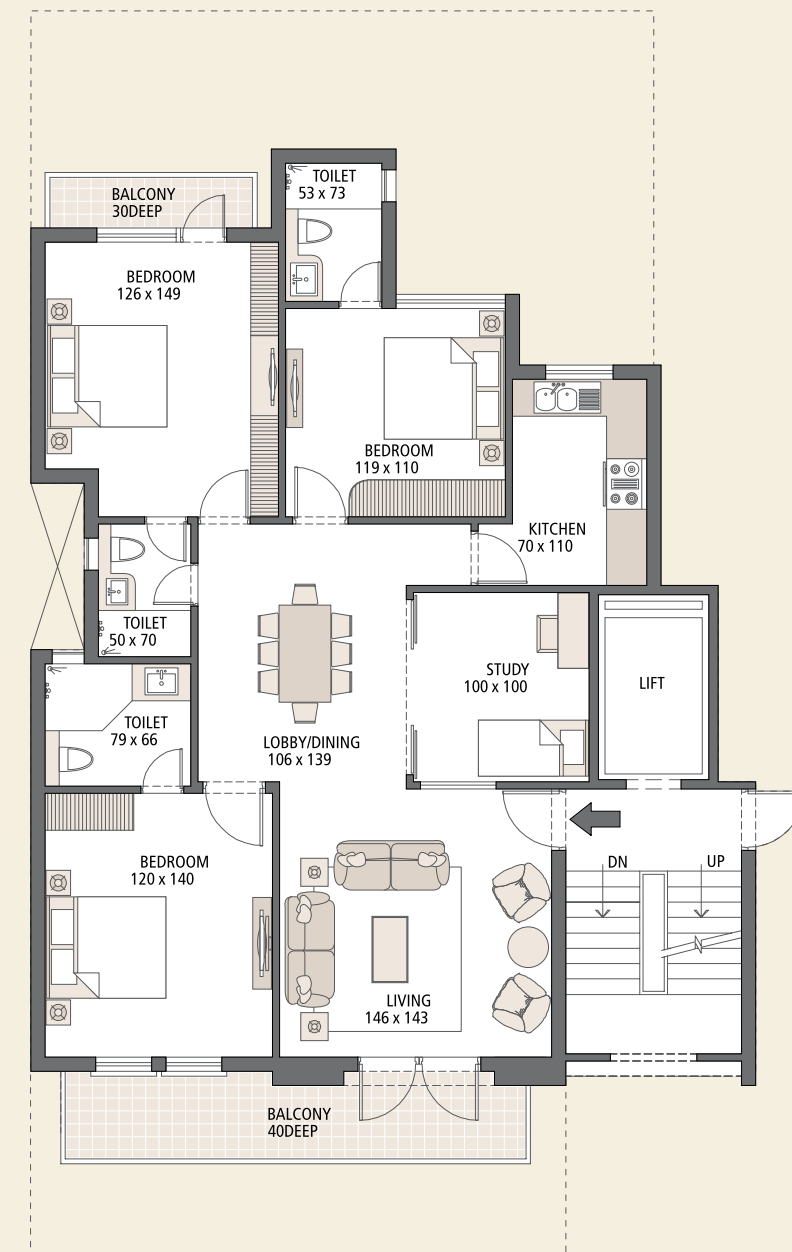 TOILET
53 x 73
BALCONY
30DEEP
BEDROOM
126 x 149
BEDROOM
119 x 110
KITCHEN
70 x 110
TOILET
50 x 70
STUDY
100 x 100
LIFT
TOILET
79 x 66
LOBBY/DINING
106 x 139
BEDROOM
120 x 140
DN
UP
LIVING
146 x 143
BALCONY
40DEEP